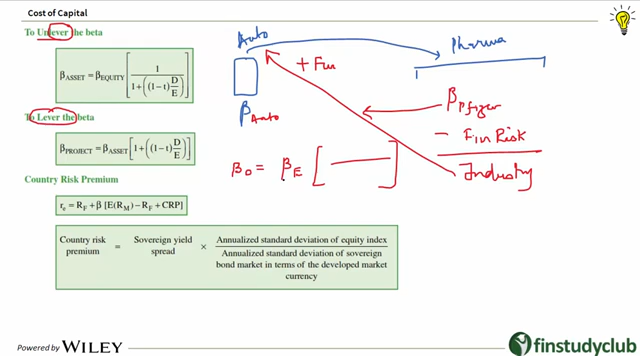 Cost of Capital
To Unlever the beta
β_ASSET = β_EQUITY [ 1 / (1 + ((1 − t) D/E)) ]
To Lever the beta
β_PROJECT = β_ASSET [ 1 + ((1 − t) D/E) ]
Country Risk Premium
r_e = R_F + β [E(R_M) − R_F + CRP]
Country risk premium = Sovereign yield spread × Annualized standard deviation of equity index / Annualized standard deviation of sovereign bond market in terms of the developed market currency
Auto
Pharma
+ Fin
β Auto
β Pfizer
− Fin Risk
Industry
β_0 = β_E [ — ]
Powered by WILEY
finstudyclub